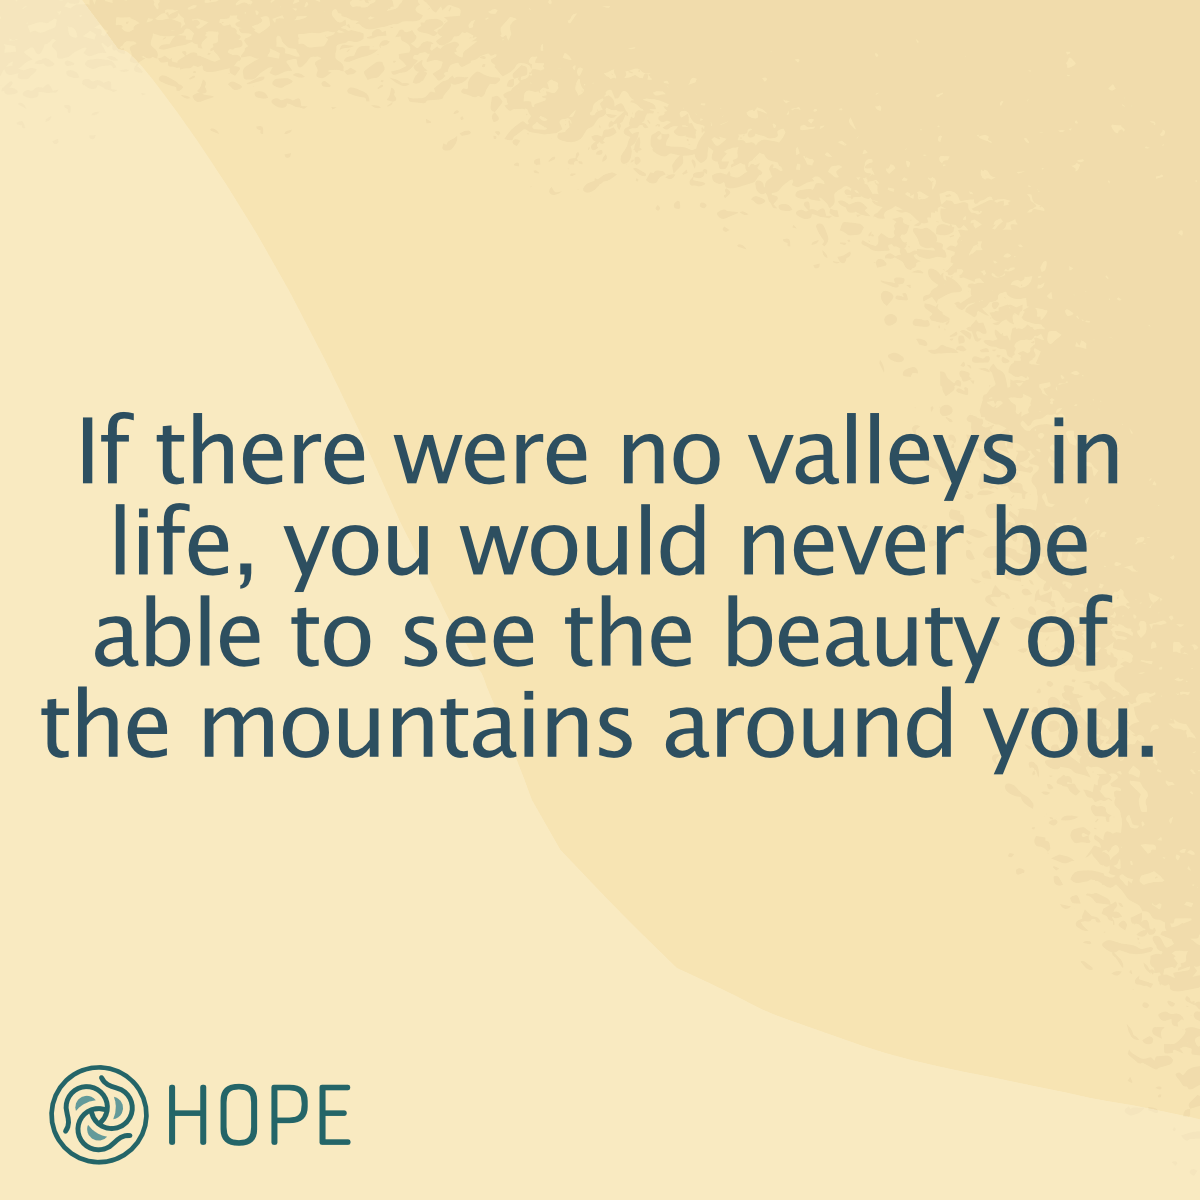 If there were no valleys in
life, you would never be
able to see the beauty of
the mountains around you.
HOPE